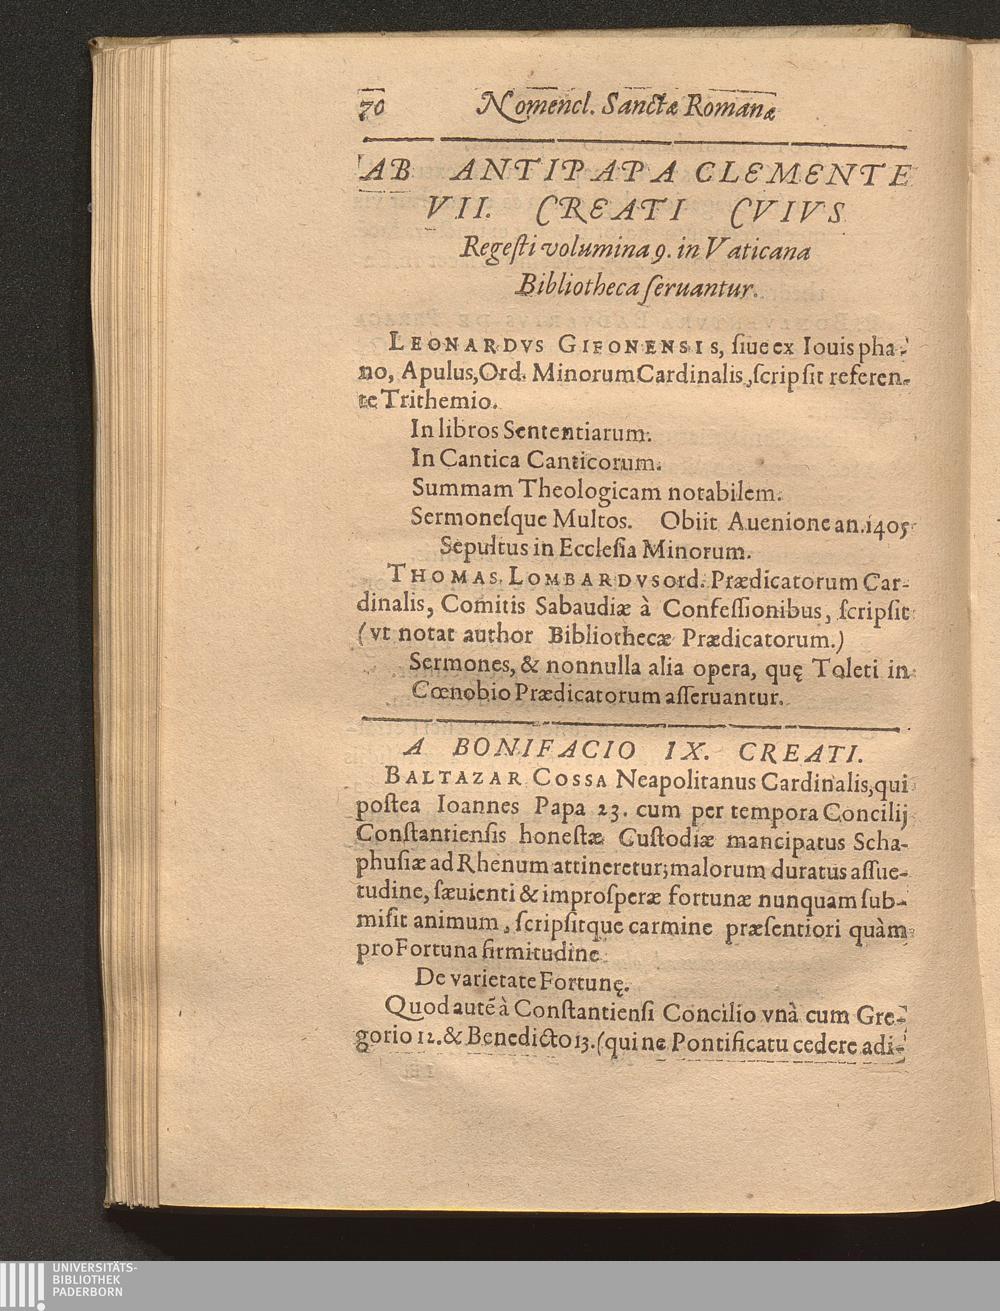 70 Nomencl. Sanctæ Romanæ
AB ANTIPAPA CLEMENTE
VII. CREATI CVIVS
Regeſti volumina 9. in Vaticana
Bibliotheca ſeruantur.
LEONARDVS GIFONENSIS, ſiue ex Iouis pha-
no, Apulus, Ord. Minorum Cardinalis, ſcripſit referen-
te Trithemio.
In libros Sententiarum.
In Cantica Canticorum.
Summam Theologicam notabilem.
Sermoneſque Multos. Obiit Auenione an. 1405
Sepultus in Eccleſia Minorum.
THOMAS LOMBARDVS ord. Prædicatorum Car-
dinalis, Comitis Sabaudiæ à Confeſſionibus, ſcripſit
(vt notat author Bibliothecæ Prædicatorum.)
Sermones, & nonnulla alia opera, quę Toleti in
Cœnobio Prædicatorum aſſeruantur.
A BONIFACIO IX. CREATI.
BALTAZAR COSSA Neapolitanus Cardinalis, qui
poſtea Ioannes Papa 23. cum per tempora Concilij
Conſtantienſis honeſtæ Cuſtodiæ mancipatus Scha-
phuſiæ ad Rhenum attineretur; malorum duratus aſſue-
tudine, ſæuienti & improſperæ fortunæ nunquam ſub-
miſit animum, ſcripſitque carmine præſentiori quàm
pro Fortuna firmitudine
De varietate Fortunę.
Quod autē à Conſtantienſi Concilio vnà cum Gre-
gorio 12. & Benedicto 13. (qui ne Pontificatu cedere adi-
UNIVERSITÄTS-
BIBLIOTHEK
PADERBORN